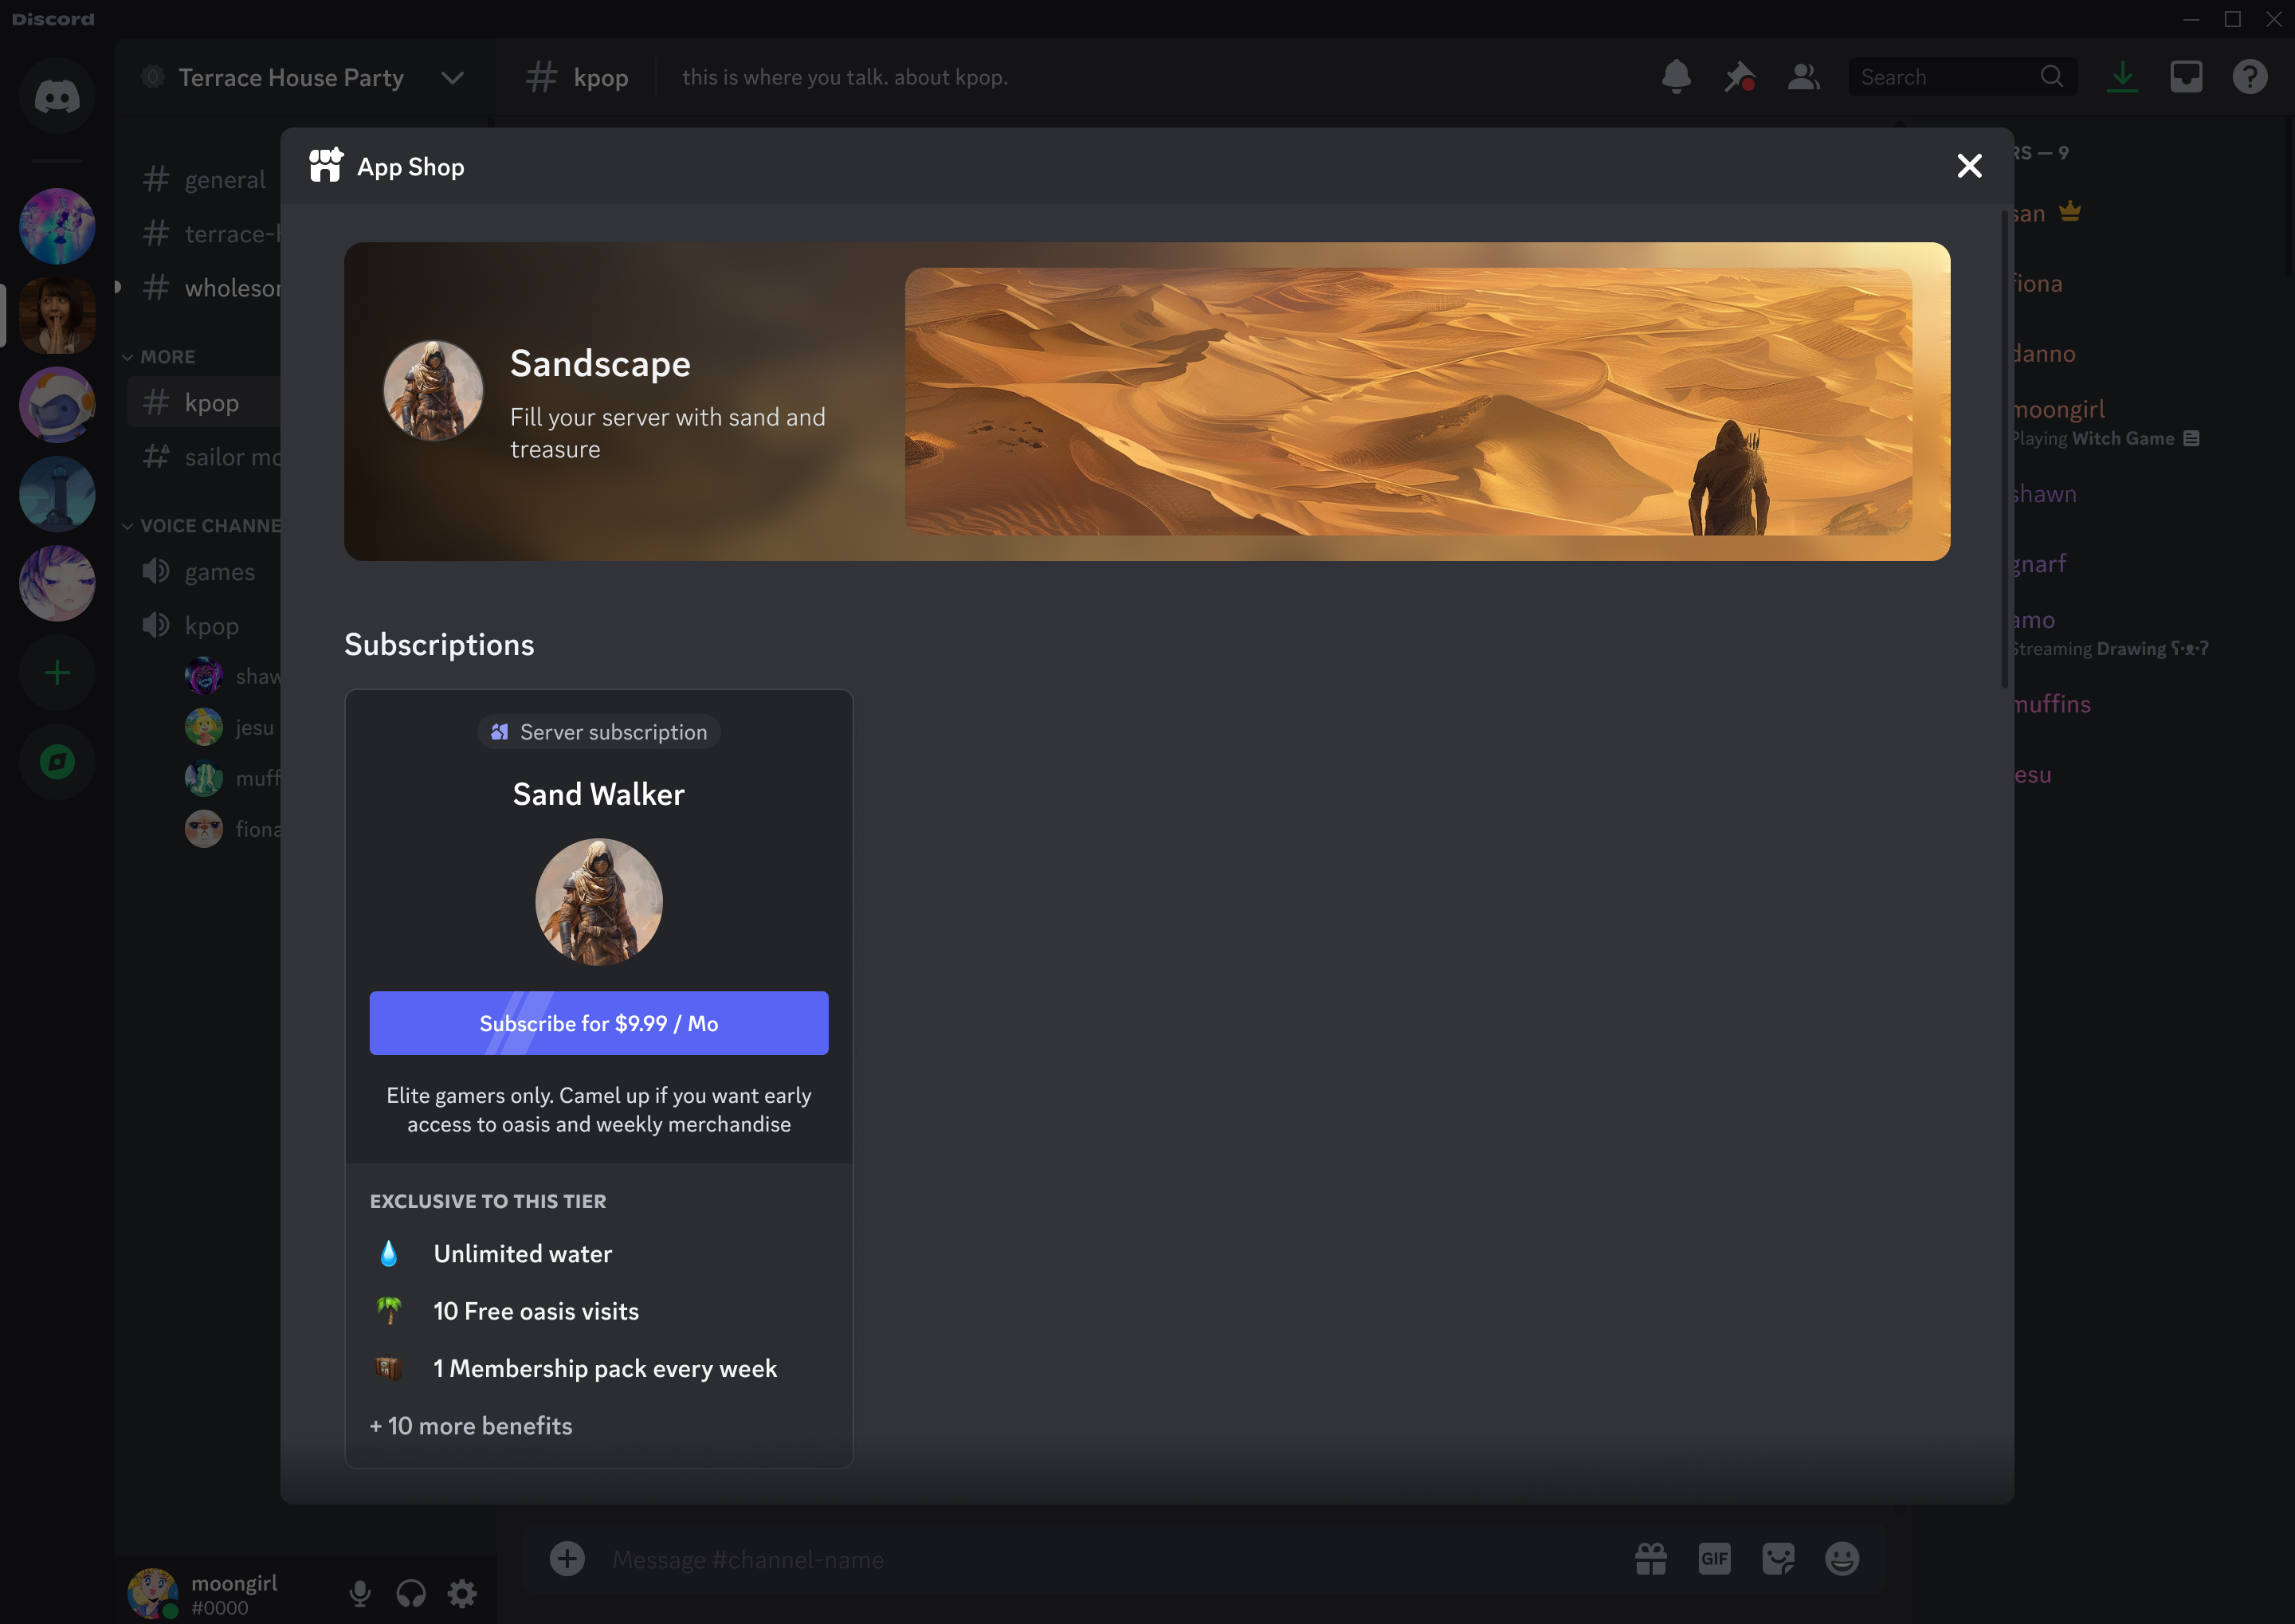 Discord
Terrace House Party
kpop
this is where you talk. about kpop.
Search
general
terrace-h
wholesom
MORE
kpop
sailor mo
VOICE CHANNE
games
kpop
shaw
jesu
muff
fiona
moongirl
#0000
App Shop
Sandscape
Fill your server with sand and
treasure
Subscriptions
Server subscription
Sand Walker
Subscribe for $9.99 / Mo
Elite gamers only. Camel up if you want early
access to oasis and weekly merchandise
EXCLUSIVE TO THIS TIER
Unlimited water
10 Free oasis visits
1 Membership pack every week
+ 10 more benefits
Message #channel-name
GIF
RS — 9
san
fiona
danno
moongirl
Playing Witch Game
shawn
gnarf
amo
Streaming Drawing ʕ·ᴥ·ʔ
muffins
jesu